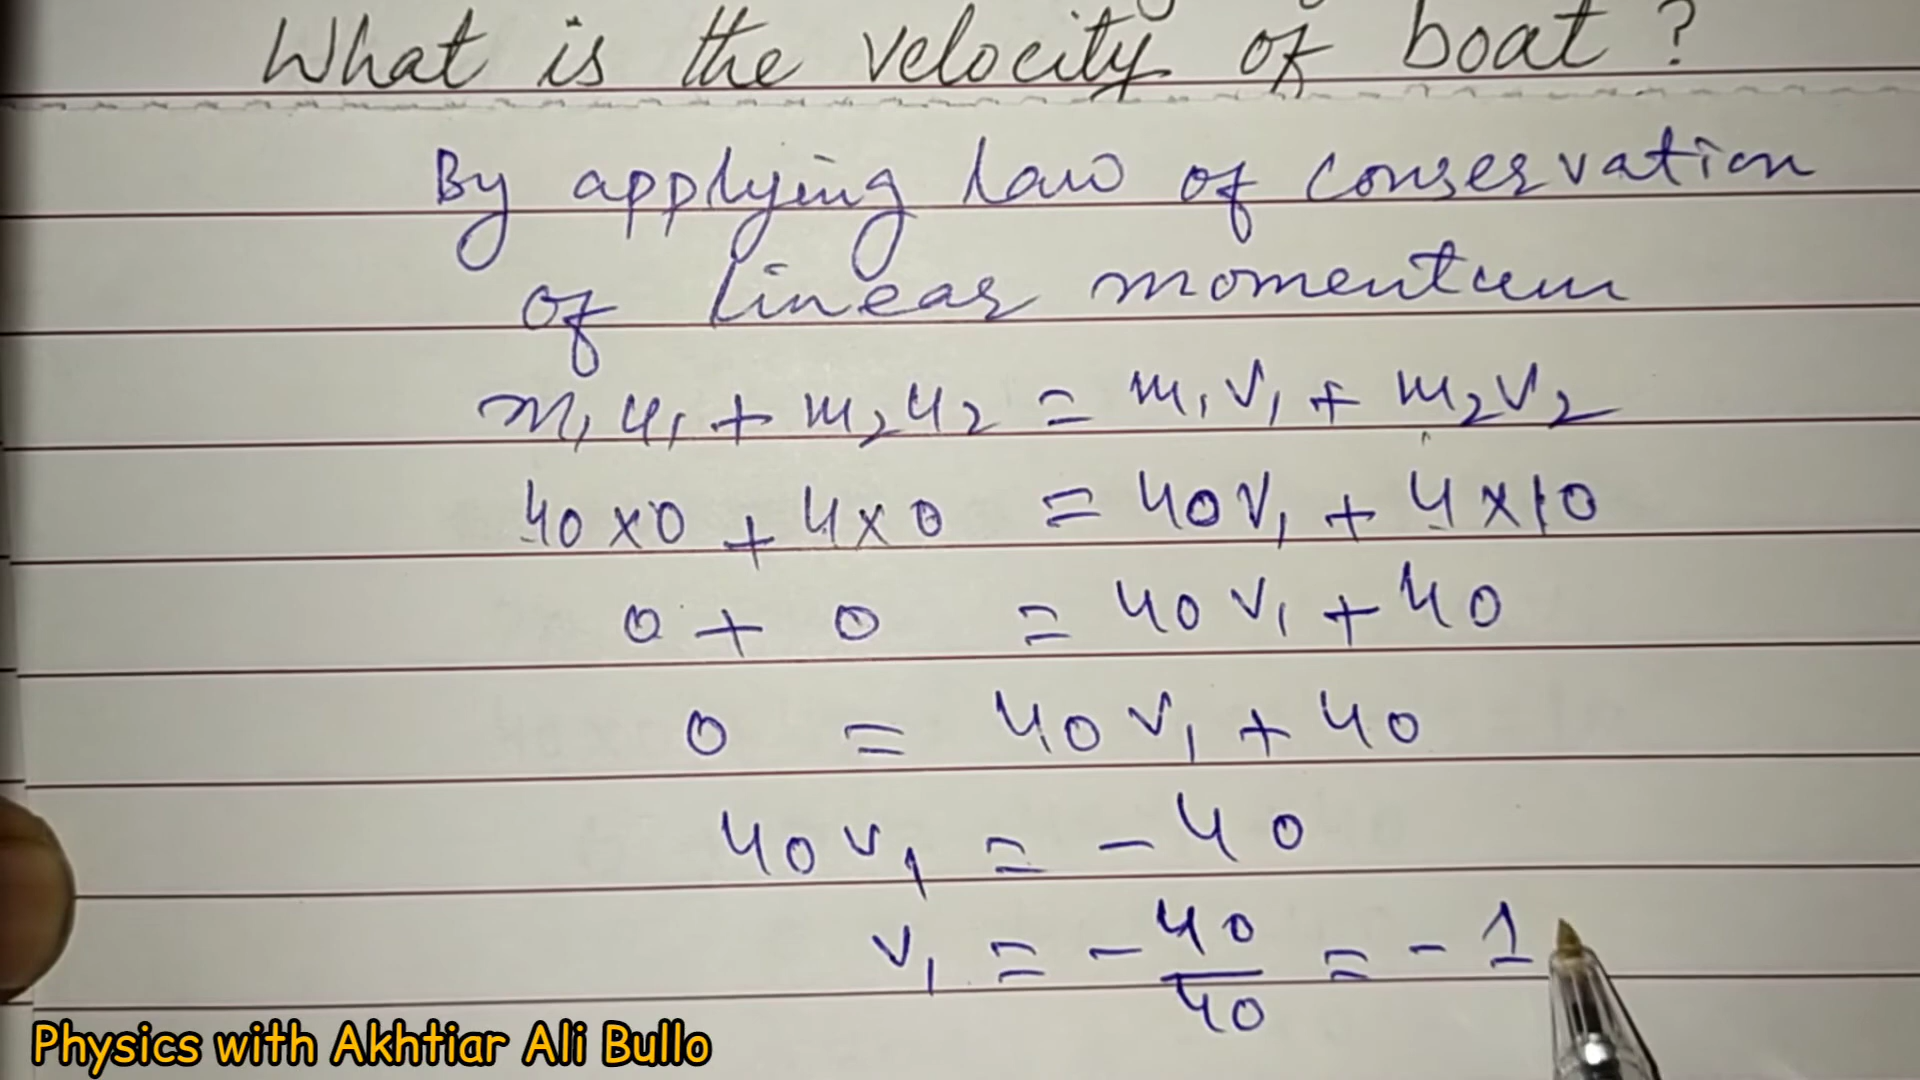 What is the velocity of boat?
By applying law of conservation
of linear momentum
m₁u₁ + m₂u₂ = m₁v₁ + m₂v₂
40×0 + 4×0 = 40v₁ + 4×10
0 + 0 = 40v₁ + 40
0 = 40v₁ + 40
40v₁ = -40
v₁ = -40/40 = -1
Physics with Akhtiar Ali Bullo